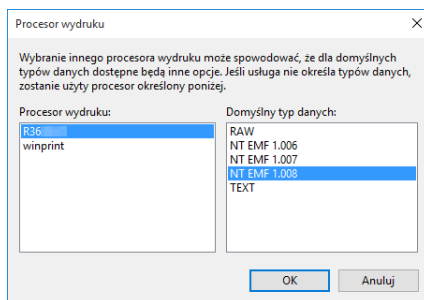 Procesor wydruku
Wybranie innego procesora wydruku może spowodować, że dla domyślnych
typów danych dostępne będą inne opcje. Jeśli usługa nie określa typów danych,
zostanie użyty procesor określony poniżej.
Procesor wydruku:
R36
winprint
Domyślny typ danych:
RAW
NT EMF 1.006
NT EMF 1.007
NT EMF 1.008
TEXT
OK
Anuluj